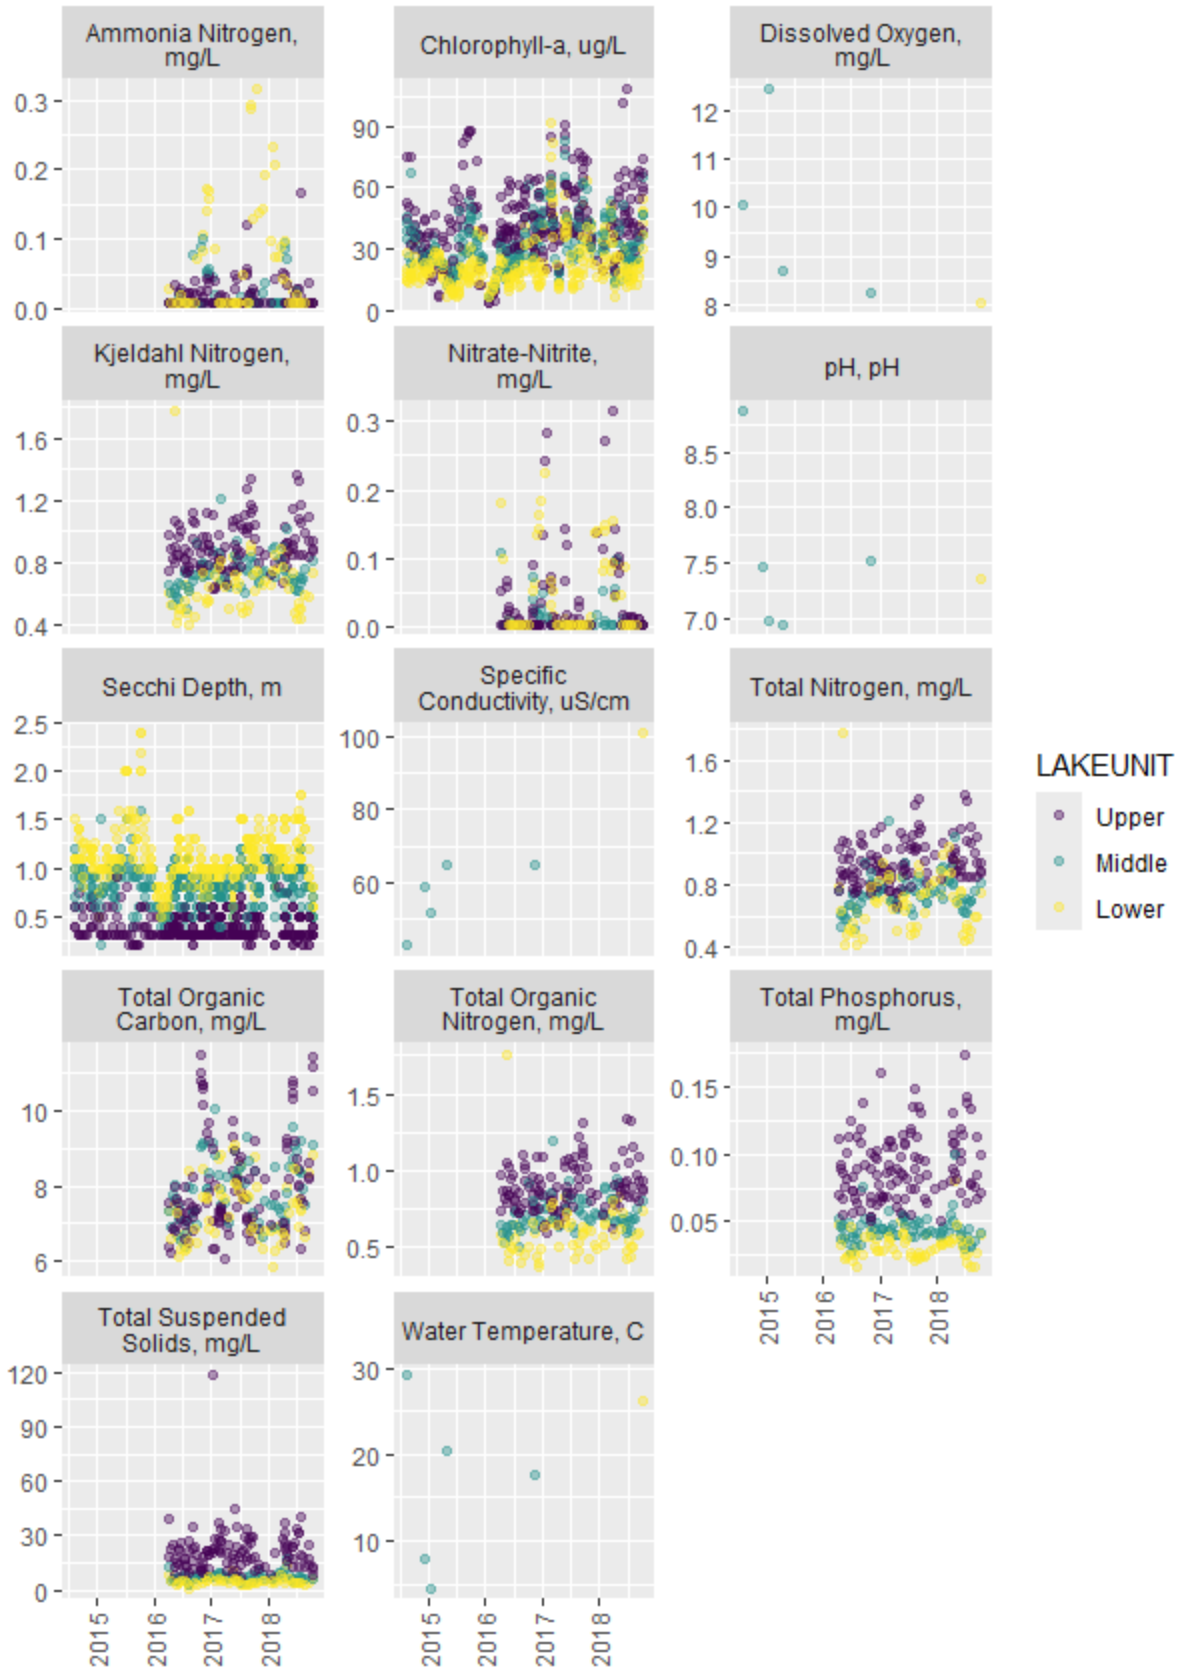 Ammonia Nitrogen,
mg/L
0.3
0.2
0.1
0.0
Chlorophyll-a, ug/L
90
60
30
0
Dissolved Oxygen,
mg/L
12
11
10
9
8
Kjeldahl Nitrogen,
mg/L
1.6
1.2
0.8
0.4
Nitrate-Nitrite,
mg/L
0.3
0.2
0.1
0.0
pH, pH
8.5
8.0
7.5
7.0
Secchi Depth, m
2.5
2.0
1.5
1.0
0.5
Specific
Conductivity, uS/cm
100
80
60
Total Nitrogen, mg/L
1.6
1.2
0.8
0.4
LAKEUNIT
Upper
Middle
Lower
Total Organic
Carbon, mg/L
10
8
6
Total Organic
Nitrogen, mg/L
1.5
1.0
0.5
Total Phosphorus,
mg/L
0.15
0.10
0.05
2015
2016
2017
2018
Total Suspended
Solids, mg/L
120
90
60
30
0
2015
2016
2017
2018
Water Temperature, C
30
20
10
2015
2016
2017
2018